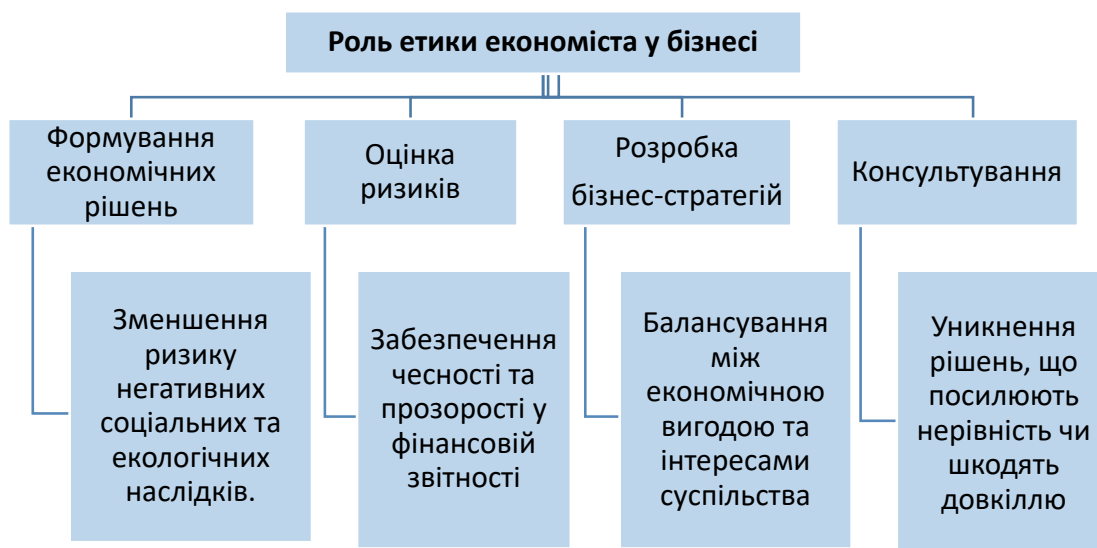 Роль етики економіста у бізнесі
Формування
економічних
рішень
Оцінка
ризиків
Розробка
бізнес-стратегій
Консультування
Зменшення
ризику
негативних
соціальних та
екологічних
наслідків.
Забезпечення
чесності та
прозорості у
фінансовій
звітності
Балансування
між
економічною
вигодою та
інтересами
суспільства
Уникнення
рішень, що
посилюють
нерівність чи
шкодять
довкіллю